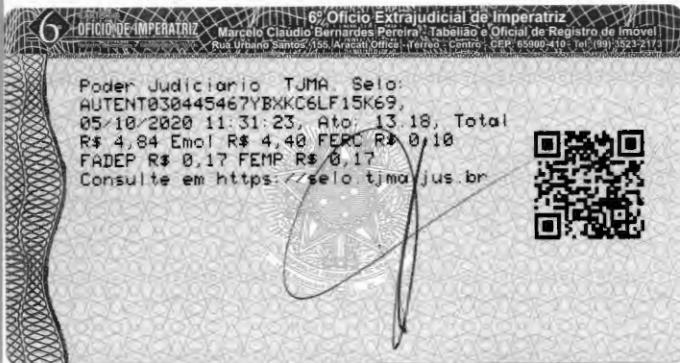 6º Ofício Extrajudicial de Imperatriz
6 OFÍCIO DE IMPERATRIZ
Marcelo Claúdio Bernardes Pereira - Tabelião e Oficial de Registro de Imóvel
Rua Urbano Santos, 155, Aracati Office - Térreo - Centro - CEP: 65900-410 - Tel: (99) 3523-2173
Poder Judiciario TJMA. Selo:
AUTENT030445467YBXKC6LF15K69,
05/10/2020 11:31:23, Ato: 13.18, Total
R$ 4,84 Emol R$ 4,40 FERC R$ 0,10
FADEP R$ 0,17 FEMP R$ 0,17
Consulte em https://selo.tjma.jus.br